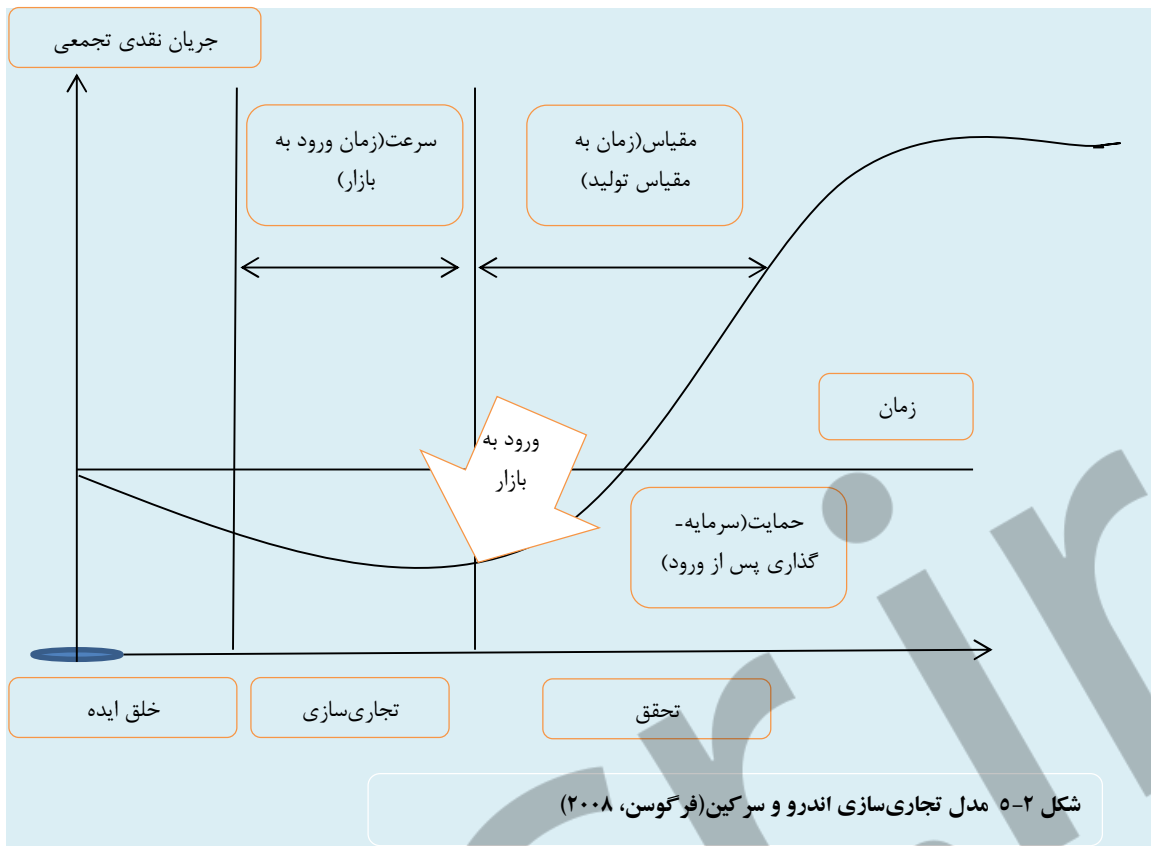 جریان نقدی تجمعی
سرعت(زمان ورود به
بازار)
مقیاس(زمان به
مقیاس تولید)
زمان
ورود به
بازار
حمایت(سرمایه-
گذاری پس از ورود)
خلق ایده
تجاری‌سازی
تحقق
شکل ۲-۵ مدل تجاری‌سازی اندرو و سرکین(فرگوسن، ۲۰۰۸)